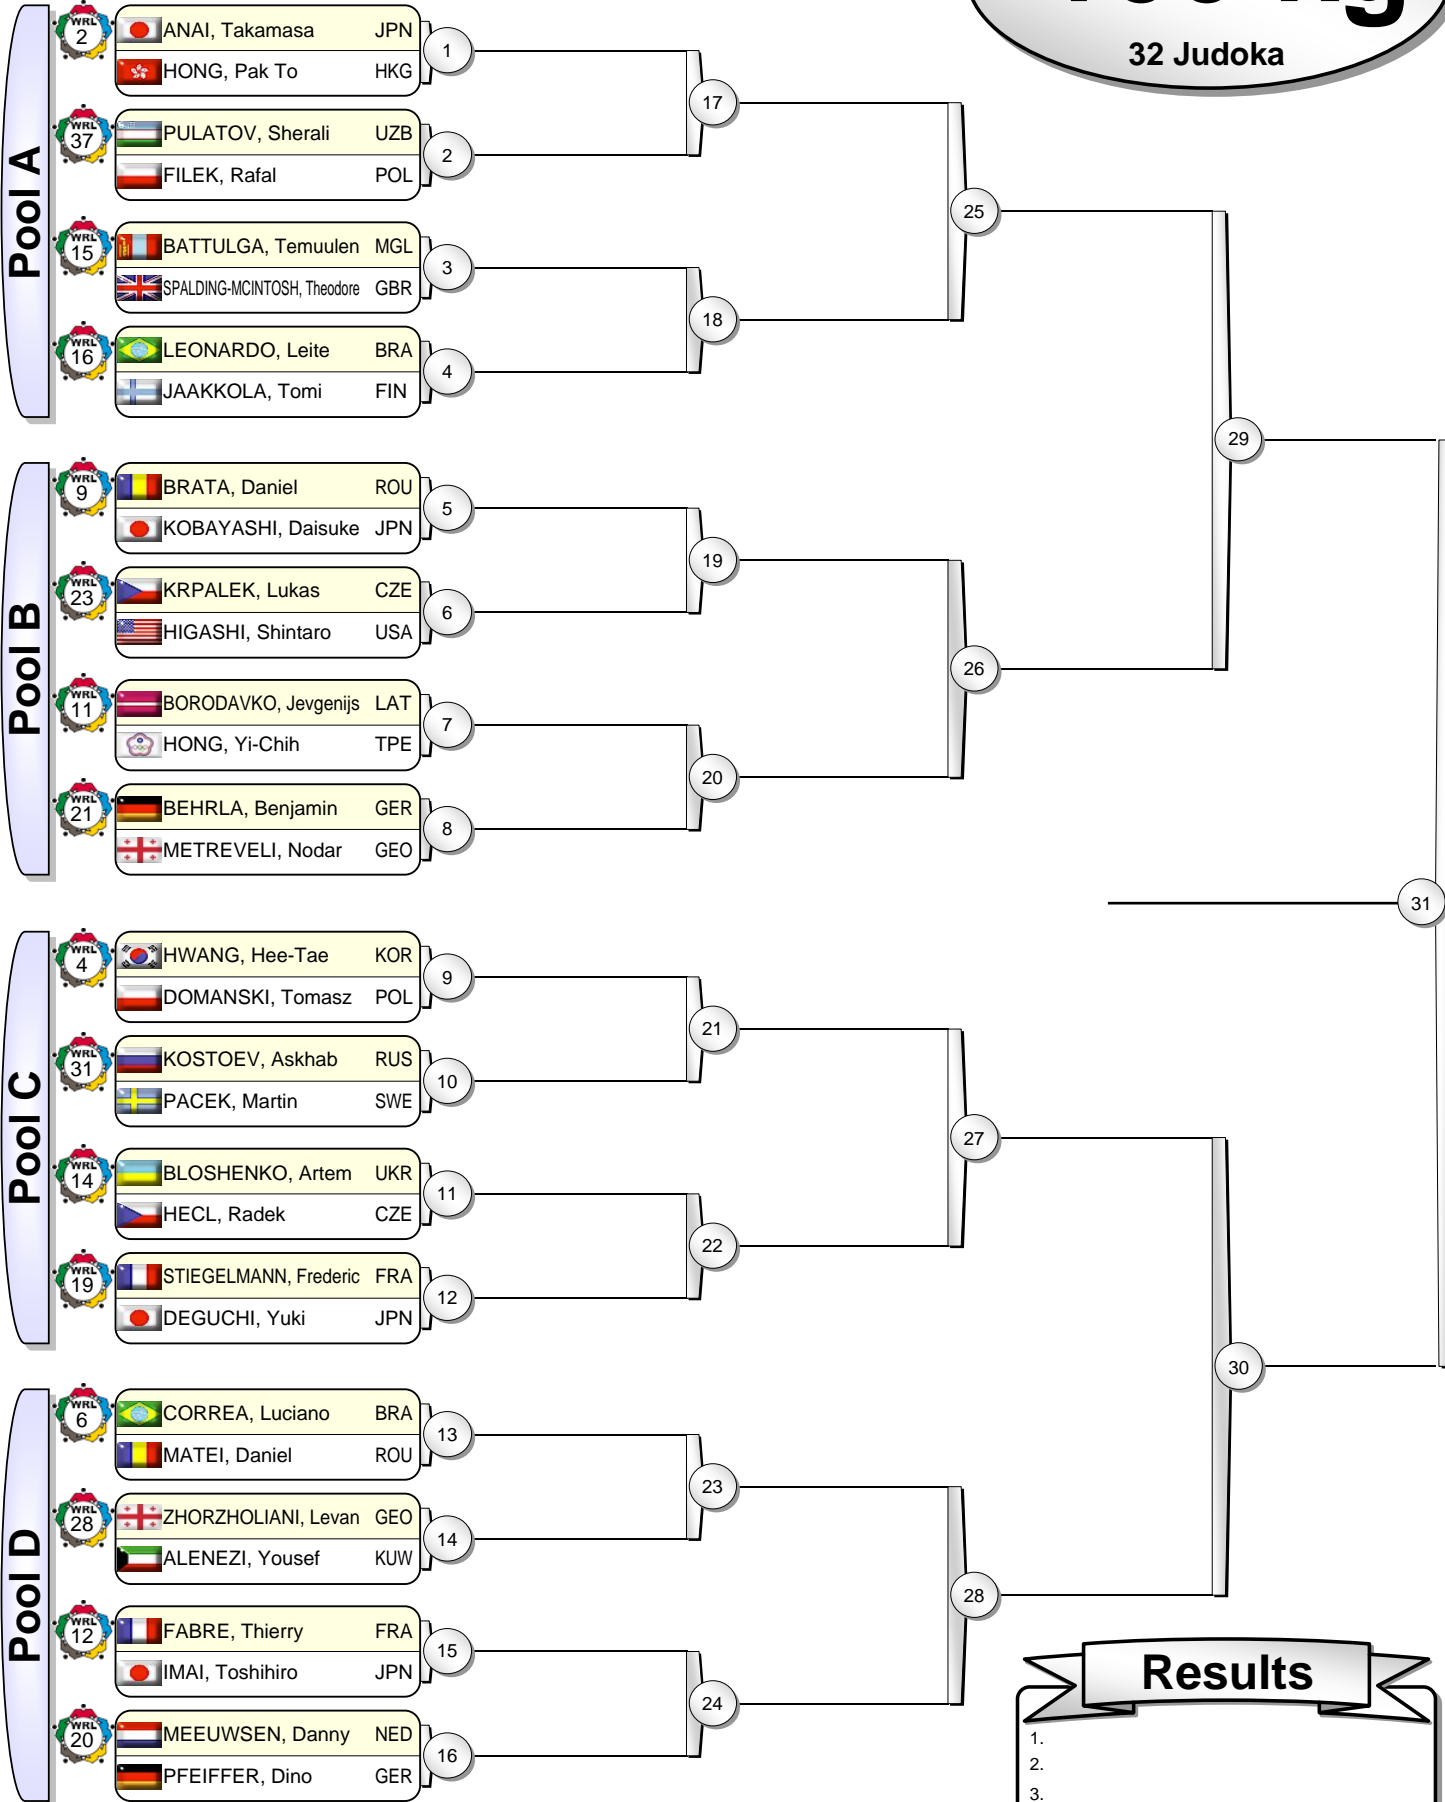 32 Judoka
Pool A
WRL 2
ANAI, Takamasa JPN
HONG, Pak To HKG
1
WRL 37
PULATOV, Sherali UZB
FILEK, Rafal POL
2
17
WRL 15
BATTULGA, Temuulen MGL
SPALDING-MCINTOSH, Theodore GBR
3
WRL 16
LEONARDO, Leite BRA
JAAKKOLA, Tomi FIN
4
18
25
Pool B
WRL 9
BRATA, Daniel ROU
KOBAYASHI, Daisuke JPN
5
WRL 23
KRPALEK, Lukas CZE
HIGASHI, Shintaro USA
6
19
WRL 11
BORODAVKO, Jevgenijs LAT
HONG, Yi-Chih TPE
7
WRL 21
BEHRLA, Benjamin GER
METREVELI, Nodar GEO
8
20
26
29
31
Pool C
WRL 4
HWANG, Hee-Tae KOR
DOMANSKI, Tomasz POL
9
WRL 31
KOSTOEV, Askhab RUS
PACEK, Martin SWE
10
21
WRL 14
BLOSHENKO, Artem UKR
HECL, Radek CZE
11
WRL 19
STIEGELMANN, Frederic FRA
DEGUCHI, Yuki JPN
12
22
27
30
Pool D
WRL 6
CORREA, Luciano BRA
MATEI, Daniel ROU
13
WRL 28
ZHORZHOLIANI, Levan GEO
ALENEZI, Yousef KUW
14
23
WRL 12
FABRE, Thierry FRA
IMAI, Toshihiro JPN
15
WRL 20
MEEUWSEN, Danny NED
PFEIFFER, Dino GER
16
24
28
Results
1.
2.
3.